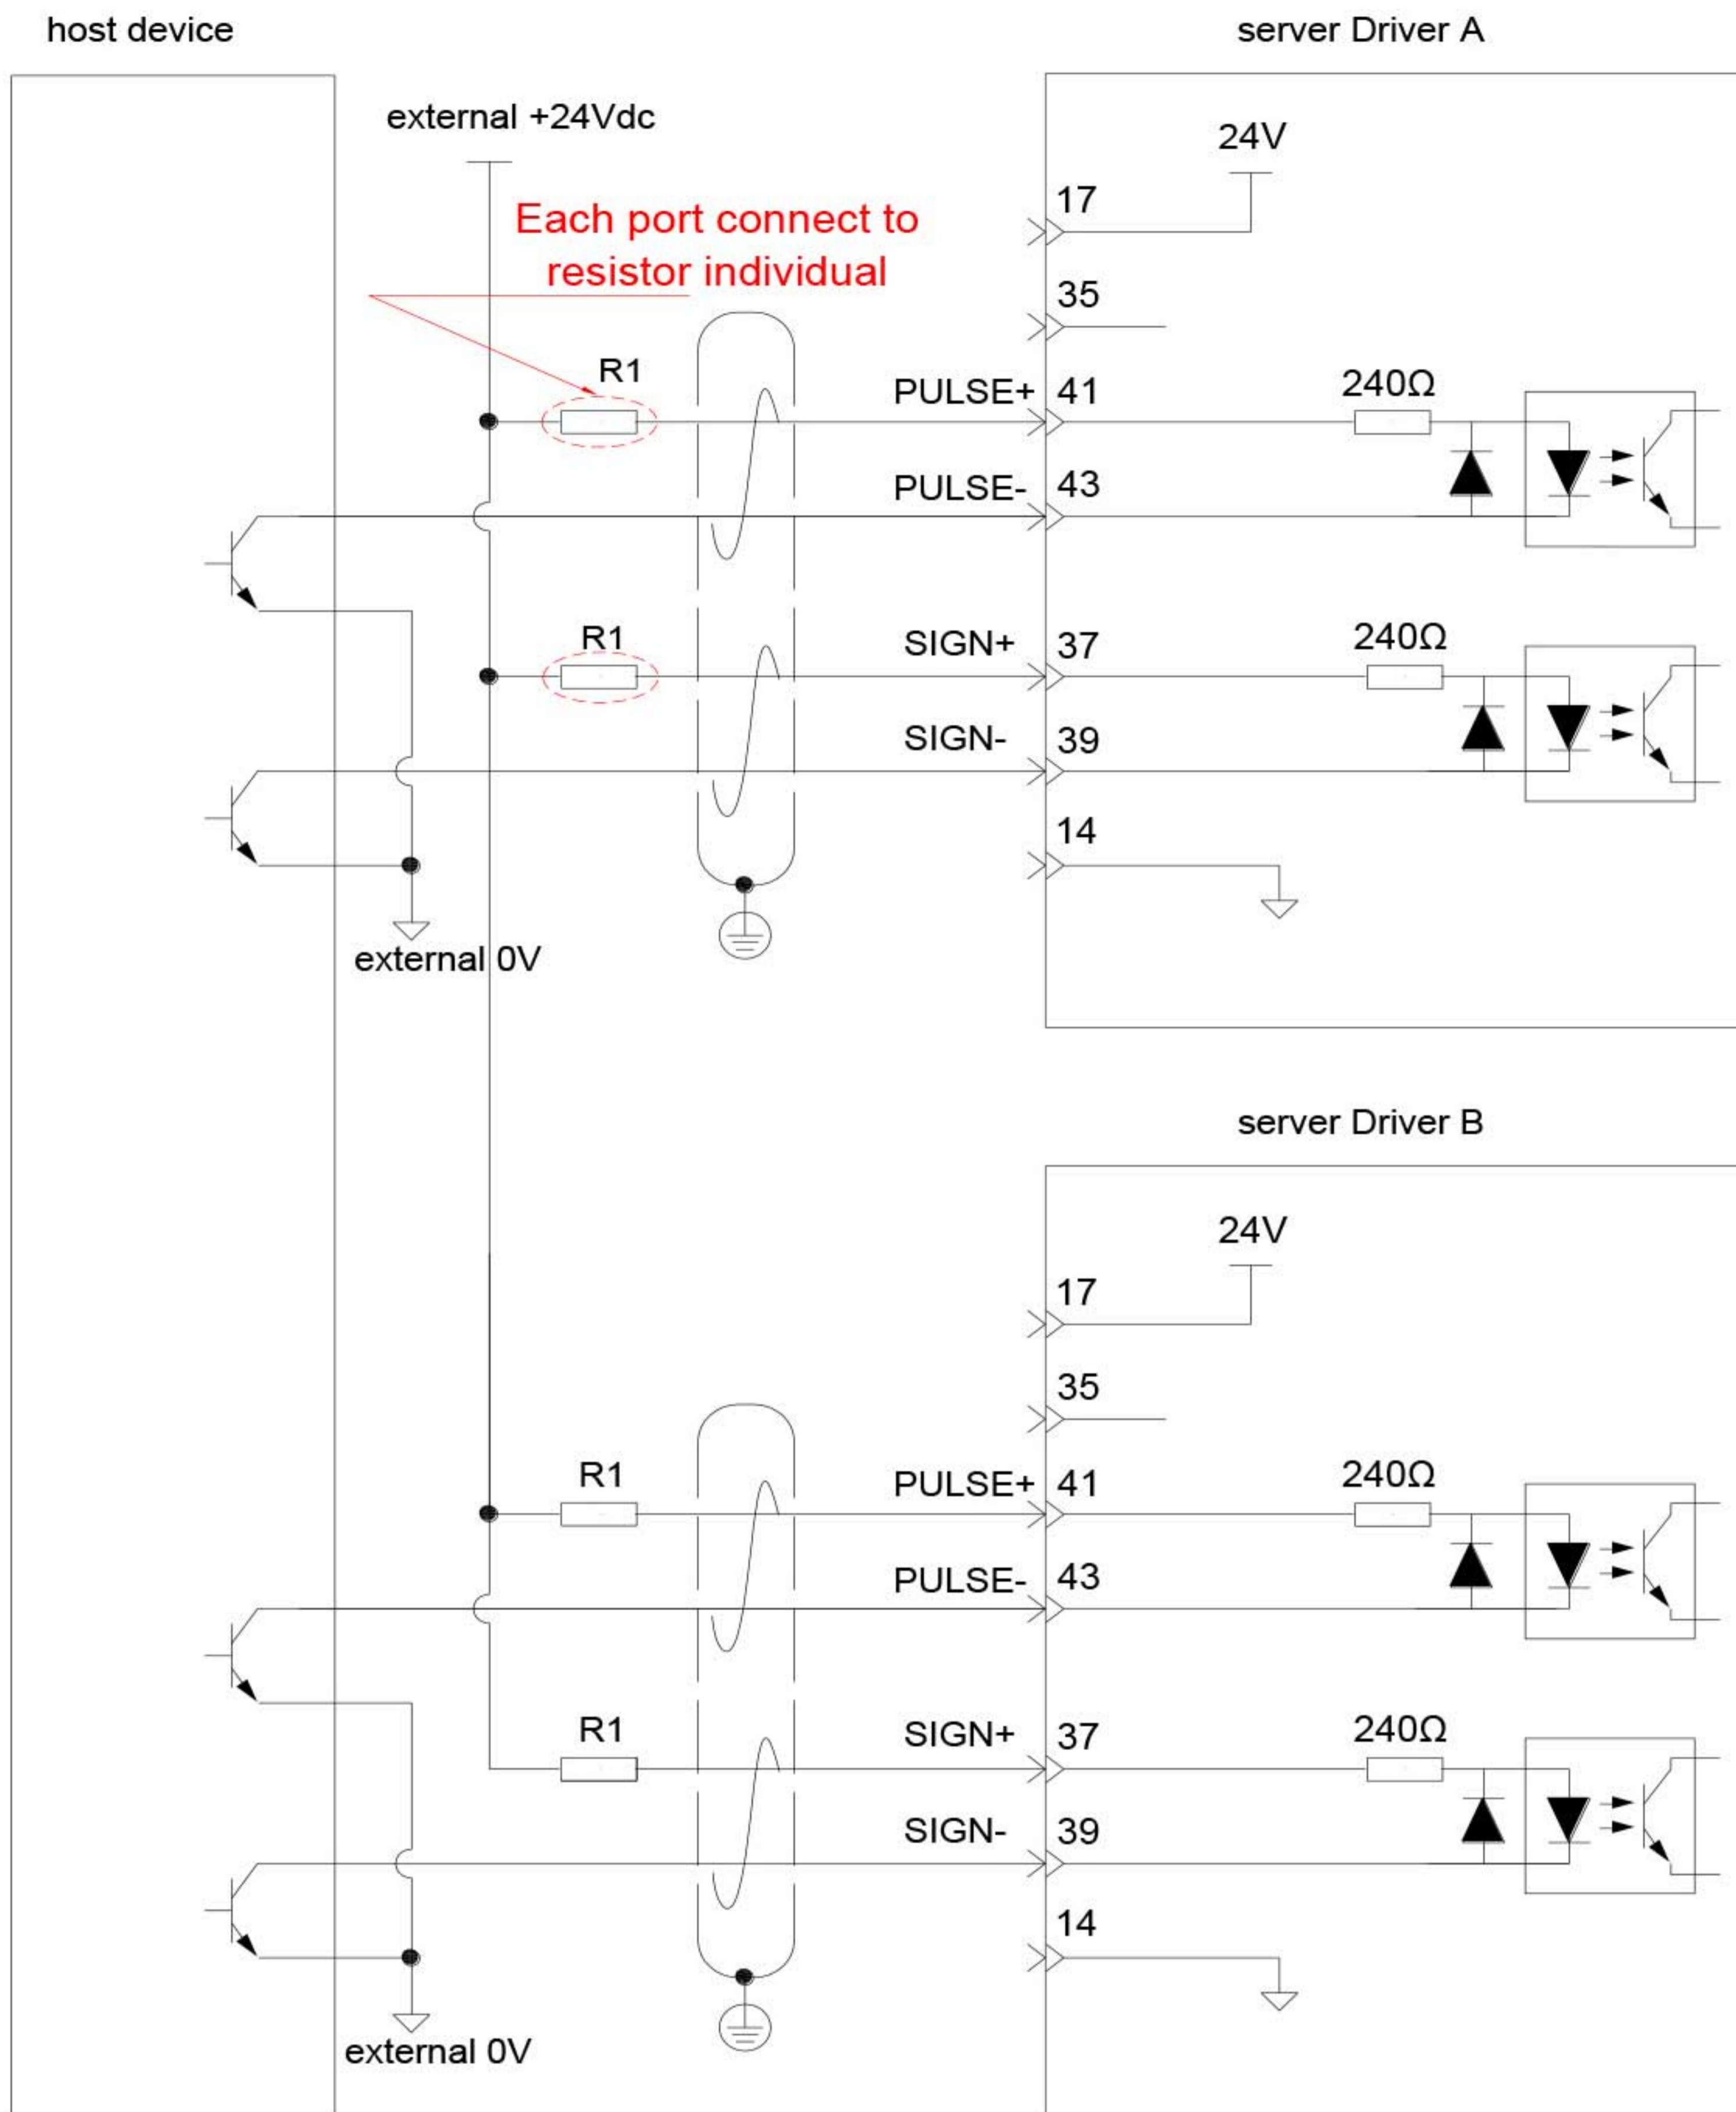 host device
server Driver A
external +24Vdc
24V
17
Each port connect to
resistor individual
35
R1
PULSE+
41
240Ω
PULSE-
43
R1
SIGN+
37
240Ω
SIGN-
39
14
external 0V
server Driver B
24V
17
35
R1
PULSE+
41
240Ω
PULSE-
43
R1
SIGN+
37
240Ω
SIGN-
39
14
external 0V